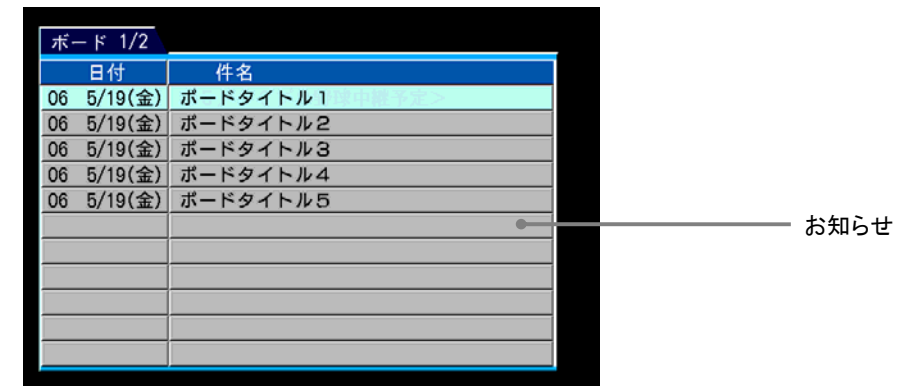 ボード 1/2
日付 件名
06 5/19(金) ボードタイトル1
06 5/19(金) ボードタイトル2
06 5/19(金) ボードタイトル3
06 5/19(金) ボードタイトル4
06 5/19(金) ボードタイトル5
お知らせ